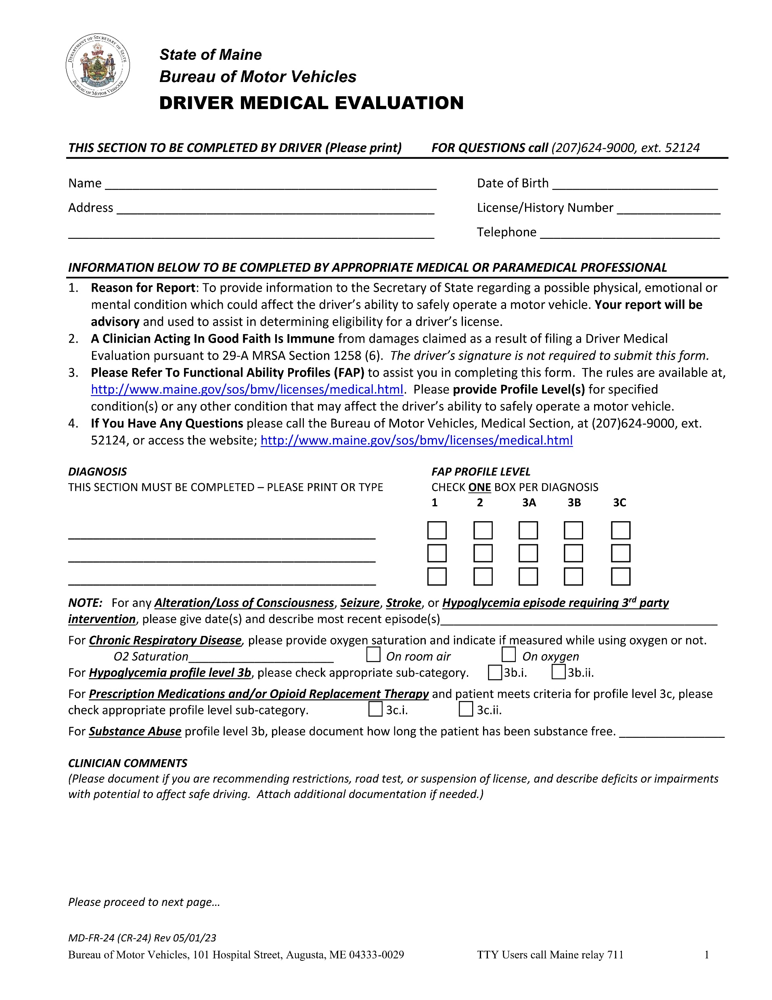 DEPARTMENT OF SECRETARY OF STATE
BUREAU OF MOTOR VEHICLES
State of Maine
Bureau of Motor Vehicles
DRIVER MEDICAL EVALUATION
THIS SECTION TO BE COMPLETED BY DRIVER (Please print) FOR QUESTIONS call (207)624-9000, ext. 52124
Name ________________ Date of Birth ________________
Address ________________ License/History Number ________________
________________ Telephone ________________
INFORMATION BELOW TO BE COMPLETED BY APPROPRIATE MEDICAL OR PARAMEDICAL PROFESSIONAL
1. Reason for Report: To provide information to the Secretary of State regarding a possible physical, emotional or
mental condition which could affect the driver’s ability to safely operate a motor vehicle. Your report will be
advisory and used to assist in determining eligibility for a driver’s license.
2. A Clinician Acting In Good Faith Is Immune from damages claimed as a result of filing a Driver Medical
Evaluation pursuant to 29-A MRSA Section 1258 (6). The driver’s signature is not required to submit this form.
3. Please Refer To Functional Ability Profiles (FAP) to assist you in completing this form. The rules are available at,
http://www.maine.gov/sos/bmv/licenses/medical.html. Please provide Profile Level(s) for specified
condition(s) or any other condition that may affect the driver’s ability to safely operate a motor vehicle.
4. If You Have Any Questions please call the Bureau of Motor Vehicles, Medical Section, at (207)624-9000, ext.
52124, or access the website; http://www.maine.gov/sos/bmv/licenses/medical.html
DIAGNOSIS FAP PROFILE LEVEL
THIS SECTION MUST BE COMPLETED – PLEASE PRINT OR TYPE CHECK ONE BOX PER DIAGNOSIS
1 2 3A 3B 3C
NOTE: For any Alteration/Loss of Consciousness, Seizure, Stroke, or Hypoglycemia episode requiring 3rd party
intervention, please give date(s) and describe most recent episode(s)________________
For Chronic Respiratory Disease, please provide oxygen saturation and indicate if measured while using oxygen or not.
O2 Saturation________________ On room air On oxygen
For Hypoglycemia profile level 3b, please check appropriate sub-category. 3b.i. 3b.ii.
For Prescription Medications and/or Opioid Replacement Therapy and patient meets criteria for profile level 3c, please
check appropriate profile level sub-category. 3c.i. 3c.ii.
For Substance Abuse profile level 3b, please document how long the patient has been substance free. ________________
CLINICIAN COMMENTS
(Please document if you are recommending restrictions, road test, or suspension of license, and describe deficits or impairments
with potential to affect safe driving. Attach additional documentation if needed.)
Please proceed to next page…
MD-FR-24 (CR-24) Rev 05/01/23
Bureau of Motor Vehicles, 101 Hospital Street, Augusta, ME 04333-0029 TTY Users call Maine relay 711 1